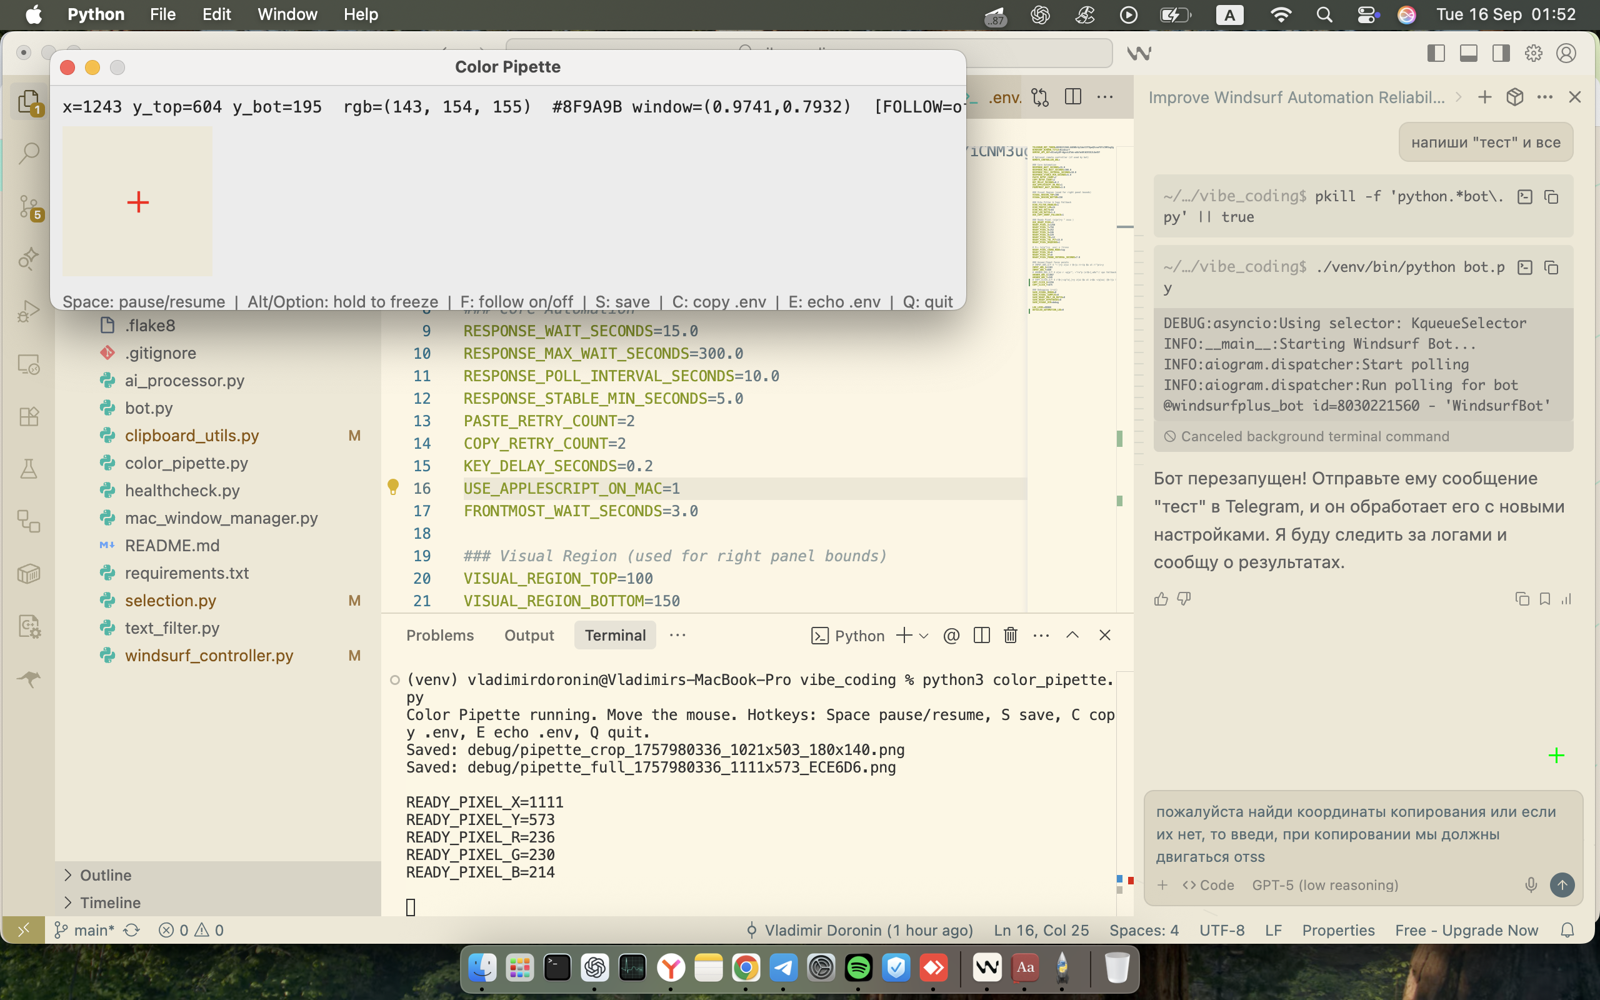 Python File Edit Window Help
..87
A
Tue 16 Sep 01:52
Color Pipette
x=1243 y_top=604 y_bot=195 rgb=(143, 154, 155) #8F9A9B window=(0.9741,0.7932) [FOLLOW=o
Space: pause/resume | Alt/Option: hold to freeze | F: follow on/off | S: save | C: copy .env | E: echo .env | Q: quit
1
5
.flake8
.gitignore
ai_processor.py
bot.py
clipboard_utils.py M
color_pipette.py
healthcheck.py
mac_window_manager.py
README.md
requirements.txt
selection.py M
text_filter.py
windsurf_controller.py M
Outline
Timeline
.env.
8 ### Core Automation
9 RESPONSE_WAIT_SECONDS=15.0
10 RESPONSE_MAX_WAIT_SECONDS=300.0
11 RESPONSE_POLL_INTERVAL_SECONDS=10.0
12 RESPONSE_STABLE_MIN_SECONDS=5.0
13 PASTE_RETRY_COUNT=2
14 COPY_RETRY_COUNT=2
15 KEY_DELAY_SECONDS=0.2
16 USE_APPLESCRIPT_ON_MAC=1
17 FRONTMOST_WAIT_SECONDS=3.0
18
19 ### Visual Region (used for right panel bounds)
20 VISUAL_REGION_TOP=100
21 VISUAL_REGION_BOTTOM=150
Problems Output Terminal ··· Python
(venv) vladimirdoronin@Vladimirs-MacBook-Pro vibe_coding % python3 color_pipette.
py
Color Pipette running. Move the mouse. Hotkeys: Space pause/resume, S save, C cop
y .env, E echo .env, Q quit.
Saved: debug/pipette_crop_1757980336_1021x503_180x140.png
Saved: debug/pipette_full_1757980336_1111x573_ECE6D6.png
READY_PIXEL_X=1111
READY_PIXEL_Y=573
READY_PIXEL_R=236
READY_PIXEL_G=230
READY_PIXEL_B=214
Improve Windsurf Automation Reliabil...
напиши "тест" и все
~/.../vibe_coding$ pkill -f 'python.*bot\.
py' || true
~/.../vibe_coding$ ./venv/bin/python bot.p
y
DEBUG:asyncio:Using selector: KqueueSelector
INFO:__main__:Starting Windsurf Bot...
INFO:aiogram.dispatcher:Start polling
INFO:aiogram.dispatcher:Run polling for bot
@windsurfplus_bot id=8030221560 - 'WindsurfBot'
Canceled background terminal command
Бот перезапущен! Отправьте ему сообщение
"тест" в Telegram, и он обработает его с новыми
настройками. Я буду следить за логами и
сообщу о результатах.
пожалуйста найди координаты копирования или если
их нет, то введи, при копировании мы должны
двигаться отss
+ <> Code GPT-5 (low reasoning)
main* 0 0
Vladimir Doronin (1 hour ago) Ln 16, Col 25 Spaces: 4 UTF-8 LF Properties Free - Upgrade Now
Aa